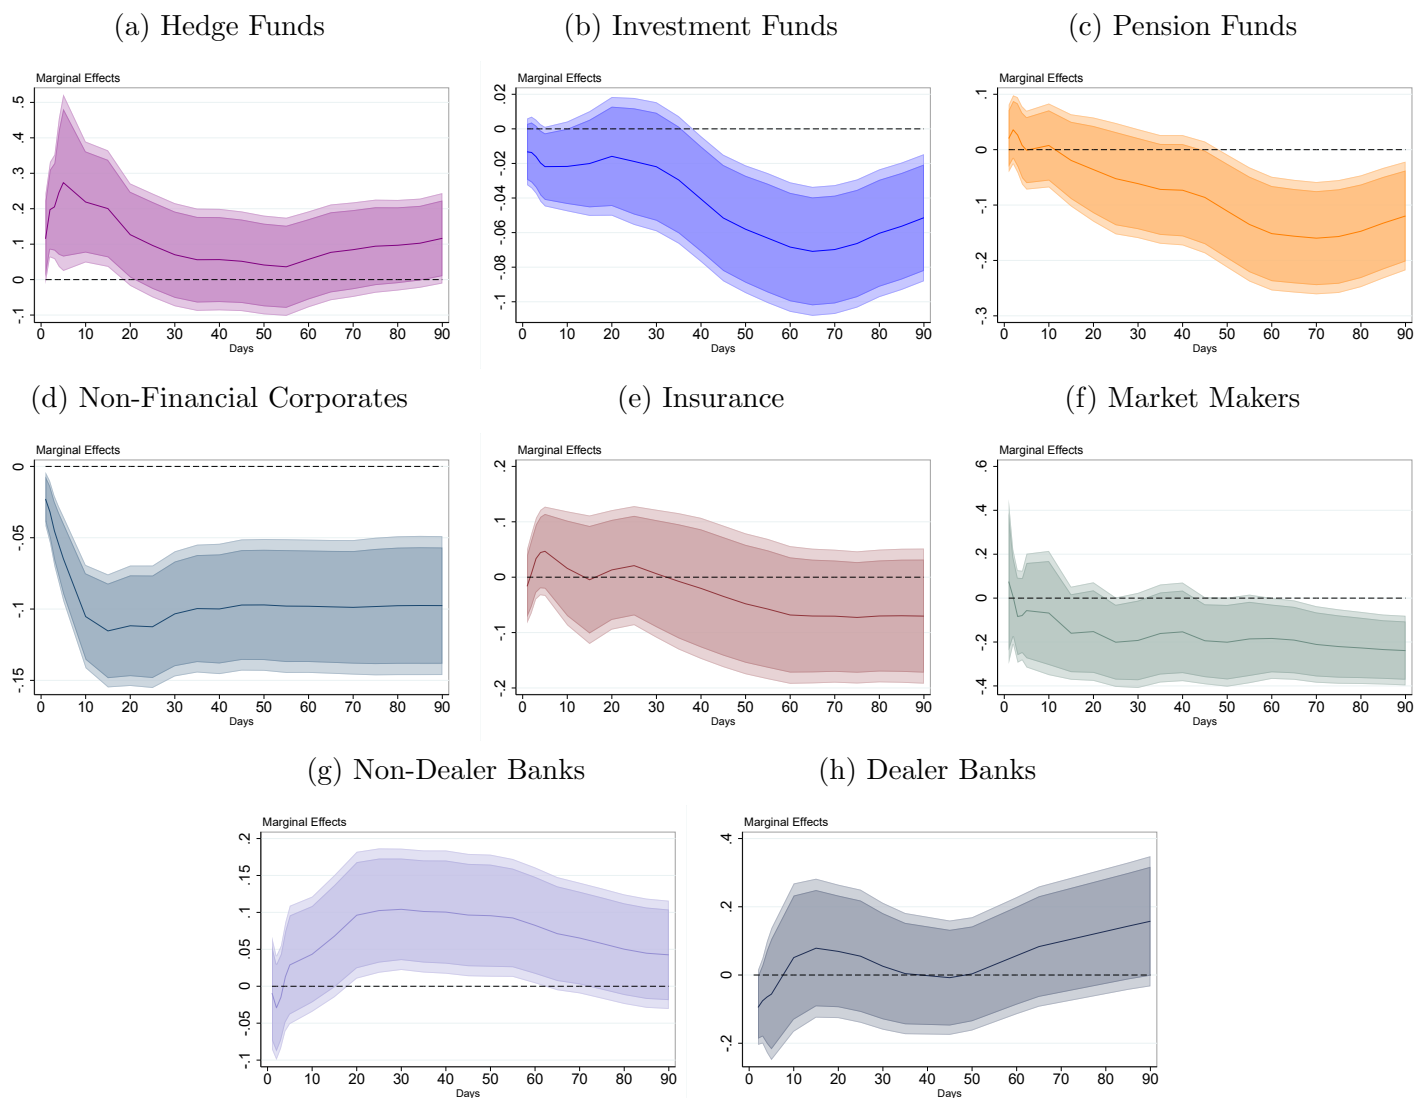 (a) Hedge Funds
(b) Investment Funds
(c) Pension Funds
Marginal Effects
.5
.4
.3
.2
.1
0
-.1
0 10 20 30 40 50 60 70 80 90
Days
Marginal Effects
.02
0
-.02
-.04
-.06
-.08
-.1
0 10 20 30 40 50 60 70 80 90
Days
Marginal Effects
.1
0
-.1
-.2
-.3
0 10 20 30 40 50 60 70 80 90
Days
(d) Non-Financial Corporates
(e) Insurance
(f) Market Makers
Marginal Effects
0
-.05
-.1
-.15
0 10 20 30 40 50 60 70 80 90
Days
Marginal Effects
.2
.1
0
-.1
-.2
0 10 20 30 40 50 60 70 80 90
Days
Marginal Effects
.6
.4
.2
0
-.2
-.4
0 10 20 30 40 50 60 70 80 90
Days
(g) Non-Dealer Banks
(h) Dealer Banks
Marginal Effects
.2
.15
.1
.05
0
-.05
-.1
0 10 20 30 40 50 60 70 80 90
Days
Marginal Effects
.4
.2
0
-.2
0 10 20 30 40 50 60 70 80 90
Days